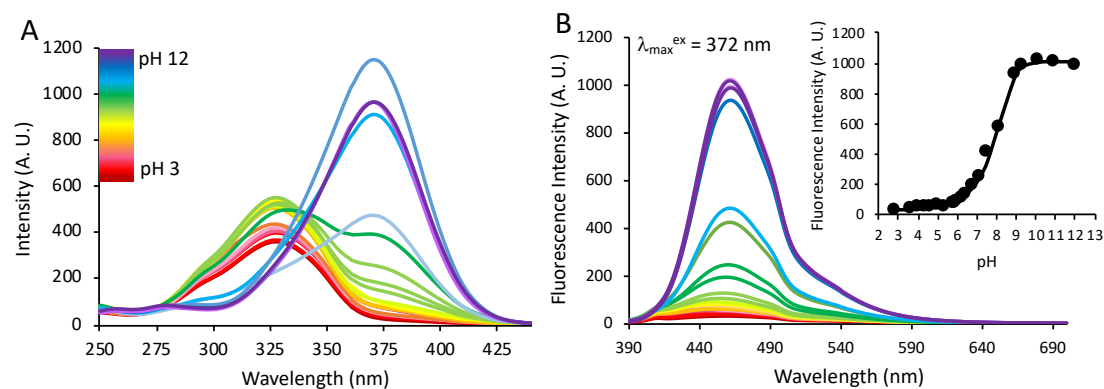 A
Intensity (A. U.)
1200
1000
800
600
400
200
0
pH 12
pH 3
250 275 300 325 350 375 400 425
Wavelength (nm)
B
Fluorescence Intensity (A. U.)
1200
1000
800
600
400
200
0
λmax^ex = 372 nm
390 440 490 540 590 640 690
Wavelength (nm)
Fluorescence Intensity (A. U.)
1200
1000
800
600
400
200
0
2 3 4 5 6 7 8 9 10 11 12 13
pH